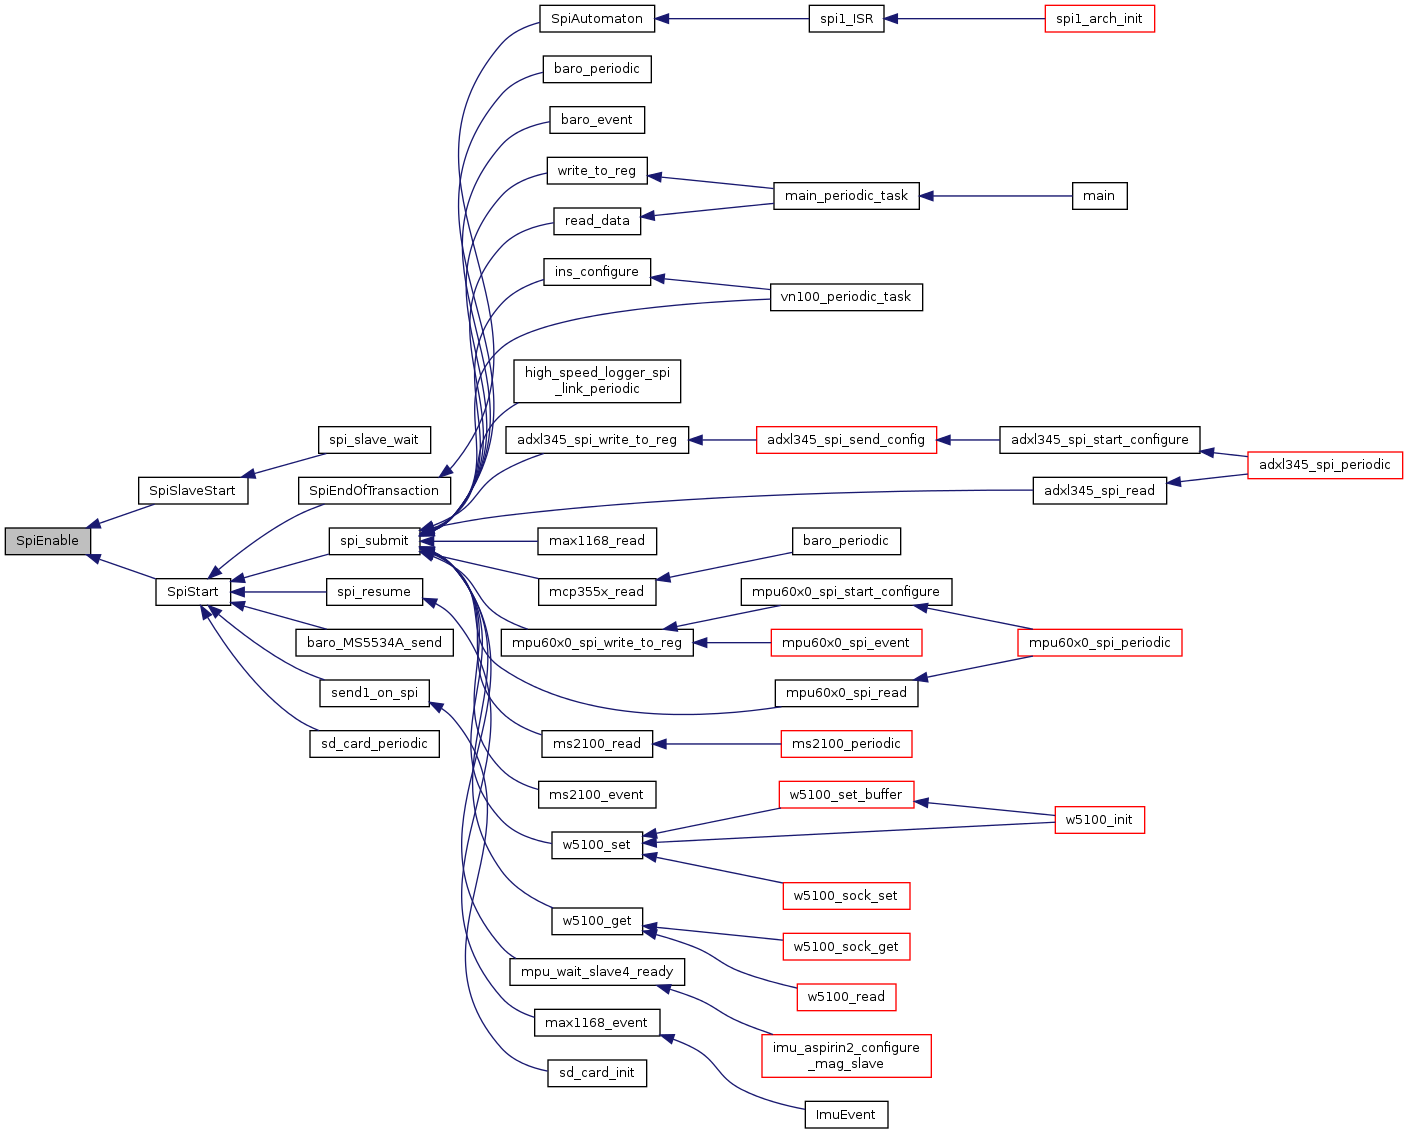 SpiAutomaton
spi1_ISR
spi1_arch_init
baro_periodic
baro_event
write_to_reg
main_periodic_task
main
read_data
ins_configure
vn100_periodic_task
high_speed_logger_spi
_link_periodic
spi_slave_wait
adxl345_spi_write_to_reg
adxl345_spi_send_config
adxl345_spi_start_configure
adxl345_spi_periodic
SpiSlaveStart
SpiEndOfTransaction
adxl345_spi_read
SpiEnable
spi_submit
max1168_read
baro_periodic
SpiStart
spi_resume
mcp355x_read
mpu60x0_spi_start_configure
baro_MS5534A_send
mpu60x0_spi_write_to_reg
mpu60x0_spi_event
mpu60x0_spi_periodic
send1_on_spi
mpu60x0_spi_read
sd_card_periodic
ms2100_read
ms2100_periodic
ms2100_event
w5100_set_buffer
w5100_init
w5100_set
w5100_sock_set
w5100_get
w5100_sock_get
mpu_wait_slave4_ready
w5100_read
max1168_event
imu_aspirin2_configure
_mag_slave
sd_card_init
ImuEvent